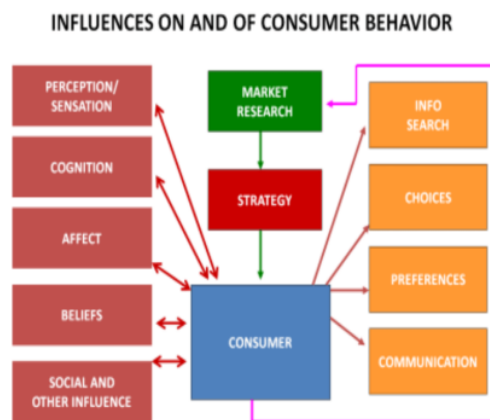 INFLUENCES ON AND OF CONSUMER BEHAVIOR
PERCEPTION/
SENSATION
COGNITION
AFFECT
BELIEFS
SOCIAL AND
OTHER INFLUENCE
MARKET
RESEARCH
STRATEGY
CONSUMER
INFO
SEARCH
CHOICES
PREFERENCES
COMMUNICATION